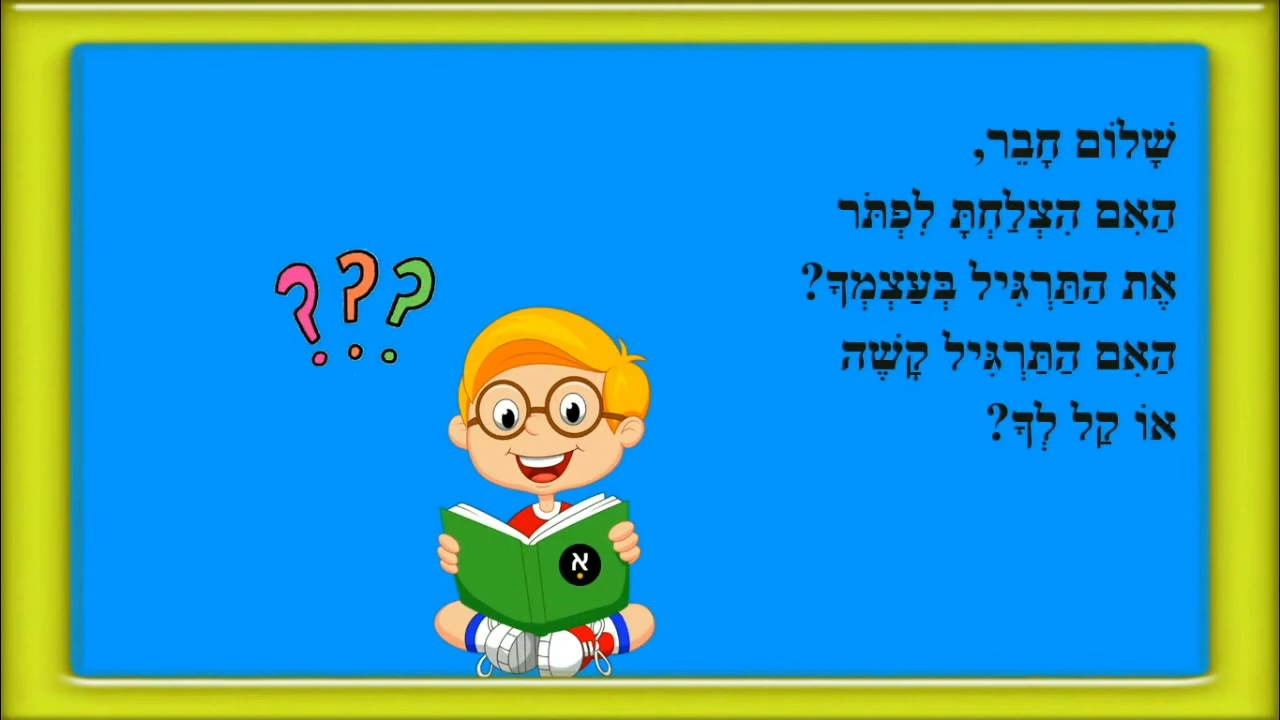 שָׁלוֹם חָבֵר,
הַאִם הִצְלַחְתָּ לִפְתֹּר
אֶת הַתַּרְגִּיל בְּעַצְמְךָ?
הַאִם הַתַּרְגִּיל קָשֶׁה
אוֹ קַל לְךָ?
???
אִ